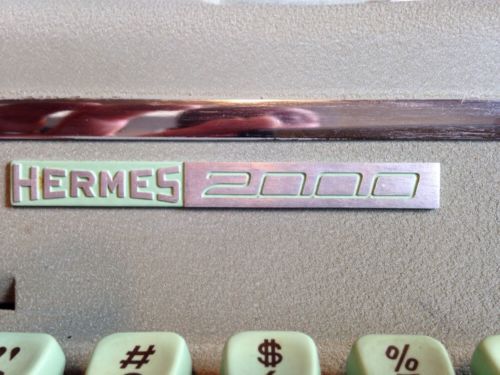 HERMES 2000
" # $ %